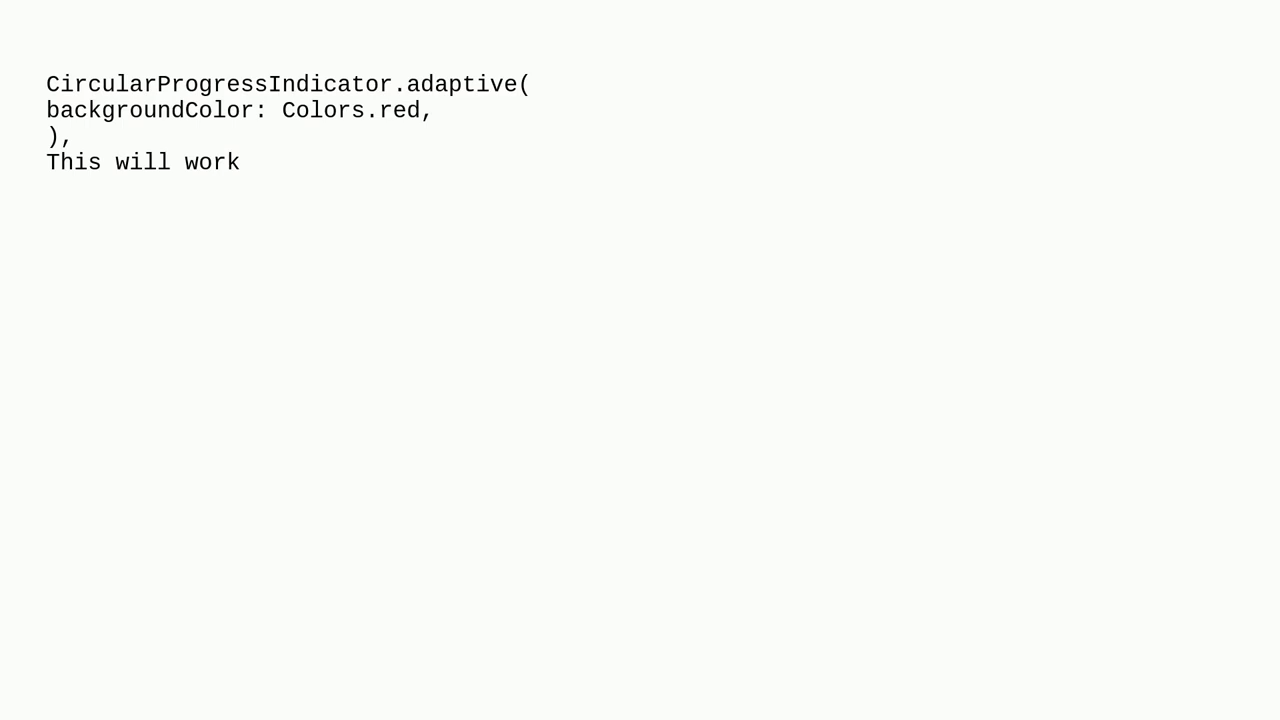 CircularProgressIndicator.adaptive(
backgroundColor: Colors.red,
),
This will work